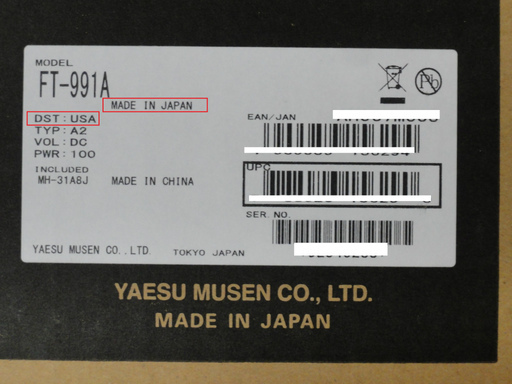 MODEL
FT-991A
MADE IN JAPAN
DST : USA
TYP : A2
VOL : DC
PWR : 100
INCLUDED
MH-31A8J MADE IN CHINA
YAESU MUSEN CO., LTD. TOKYO JAPAN
Pb
EAN/JAN
UPC
SER. NO.
YAESU MUSEN CO., LTD.
MADE IN JAPAN